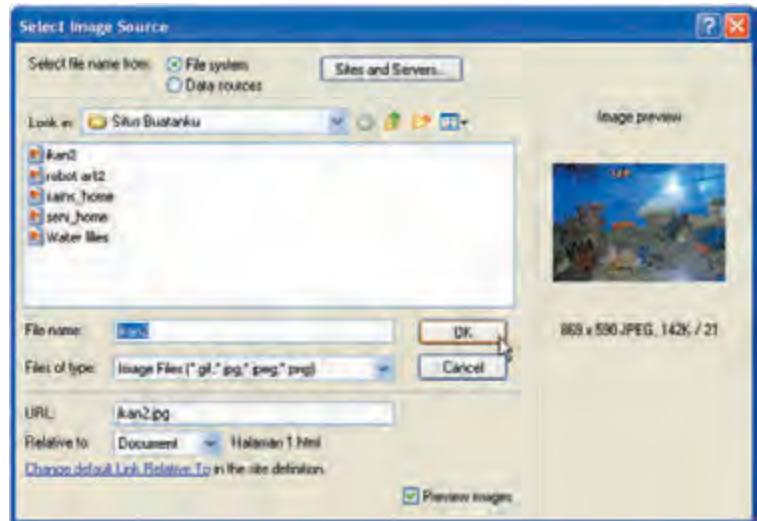 Select Image Source
Select file name from: File system
Data sources
Sites and Servers...
Look in: Situs Buatanku
Image preview
ikan2
robot art2
sains_home
seni_home
Water lilies
File name: ikan2
OK
869 x 590 JPEG, 142K / 21
Files of type: Image Files (*.gif;*.jpg;*.jpeg;*.png)
Cancel
URL: ikan2.jpg
Relative to: Document Halaman 1.html
Change default Link Relative To in the site definition.
Preview images